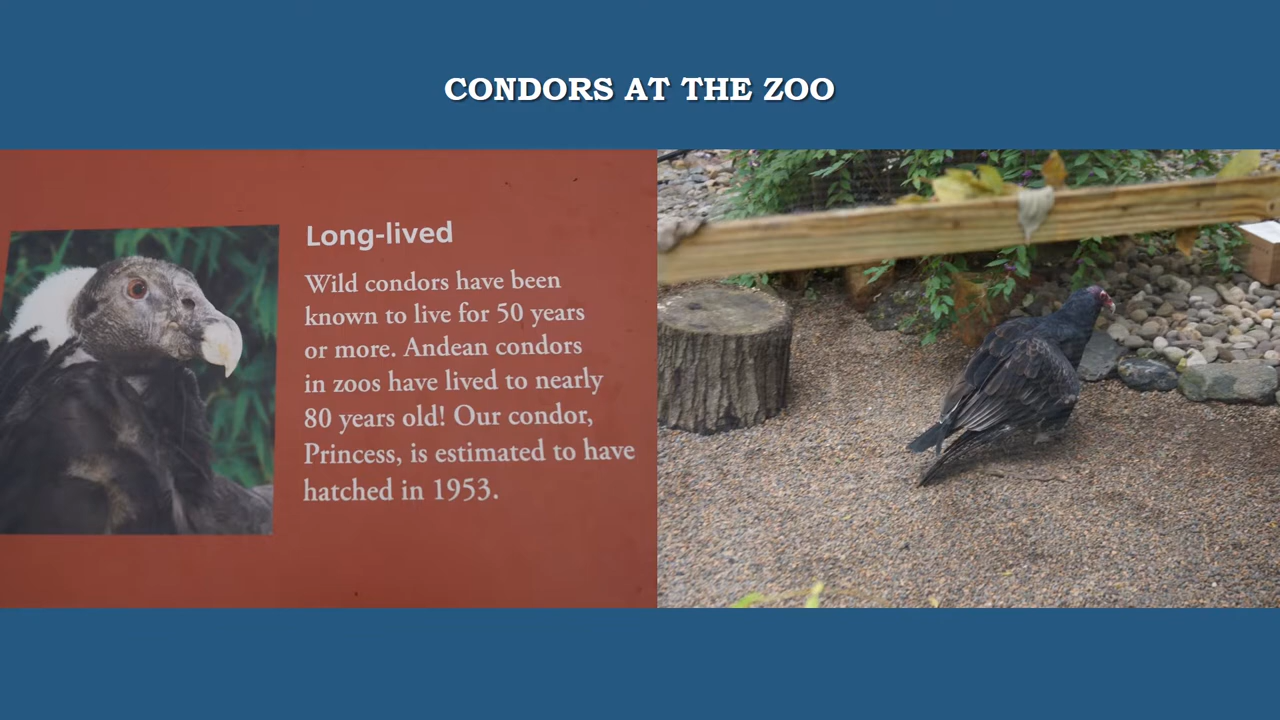 CONDORS AT THE ZOO
Long-lived
Wild condors have been
known to live for 50 years
or more. Andean condors
in zoos have lived to nearly
80 years old! Our condor,
Princess, is estimated to have
hatched in 1953.